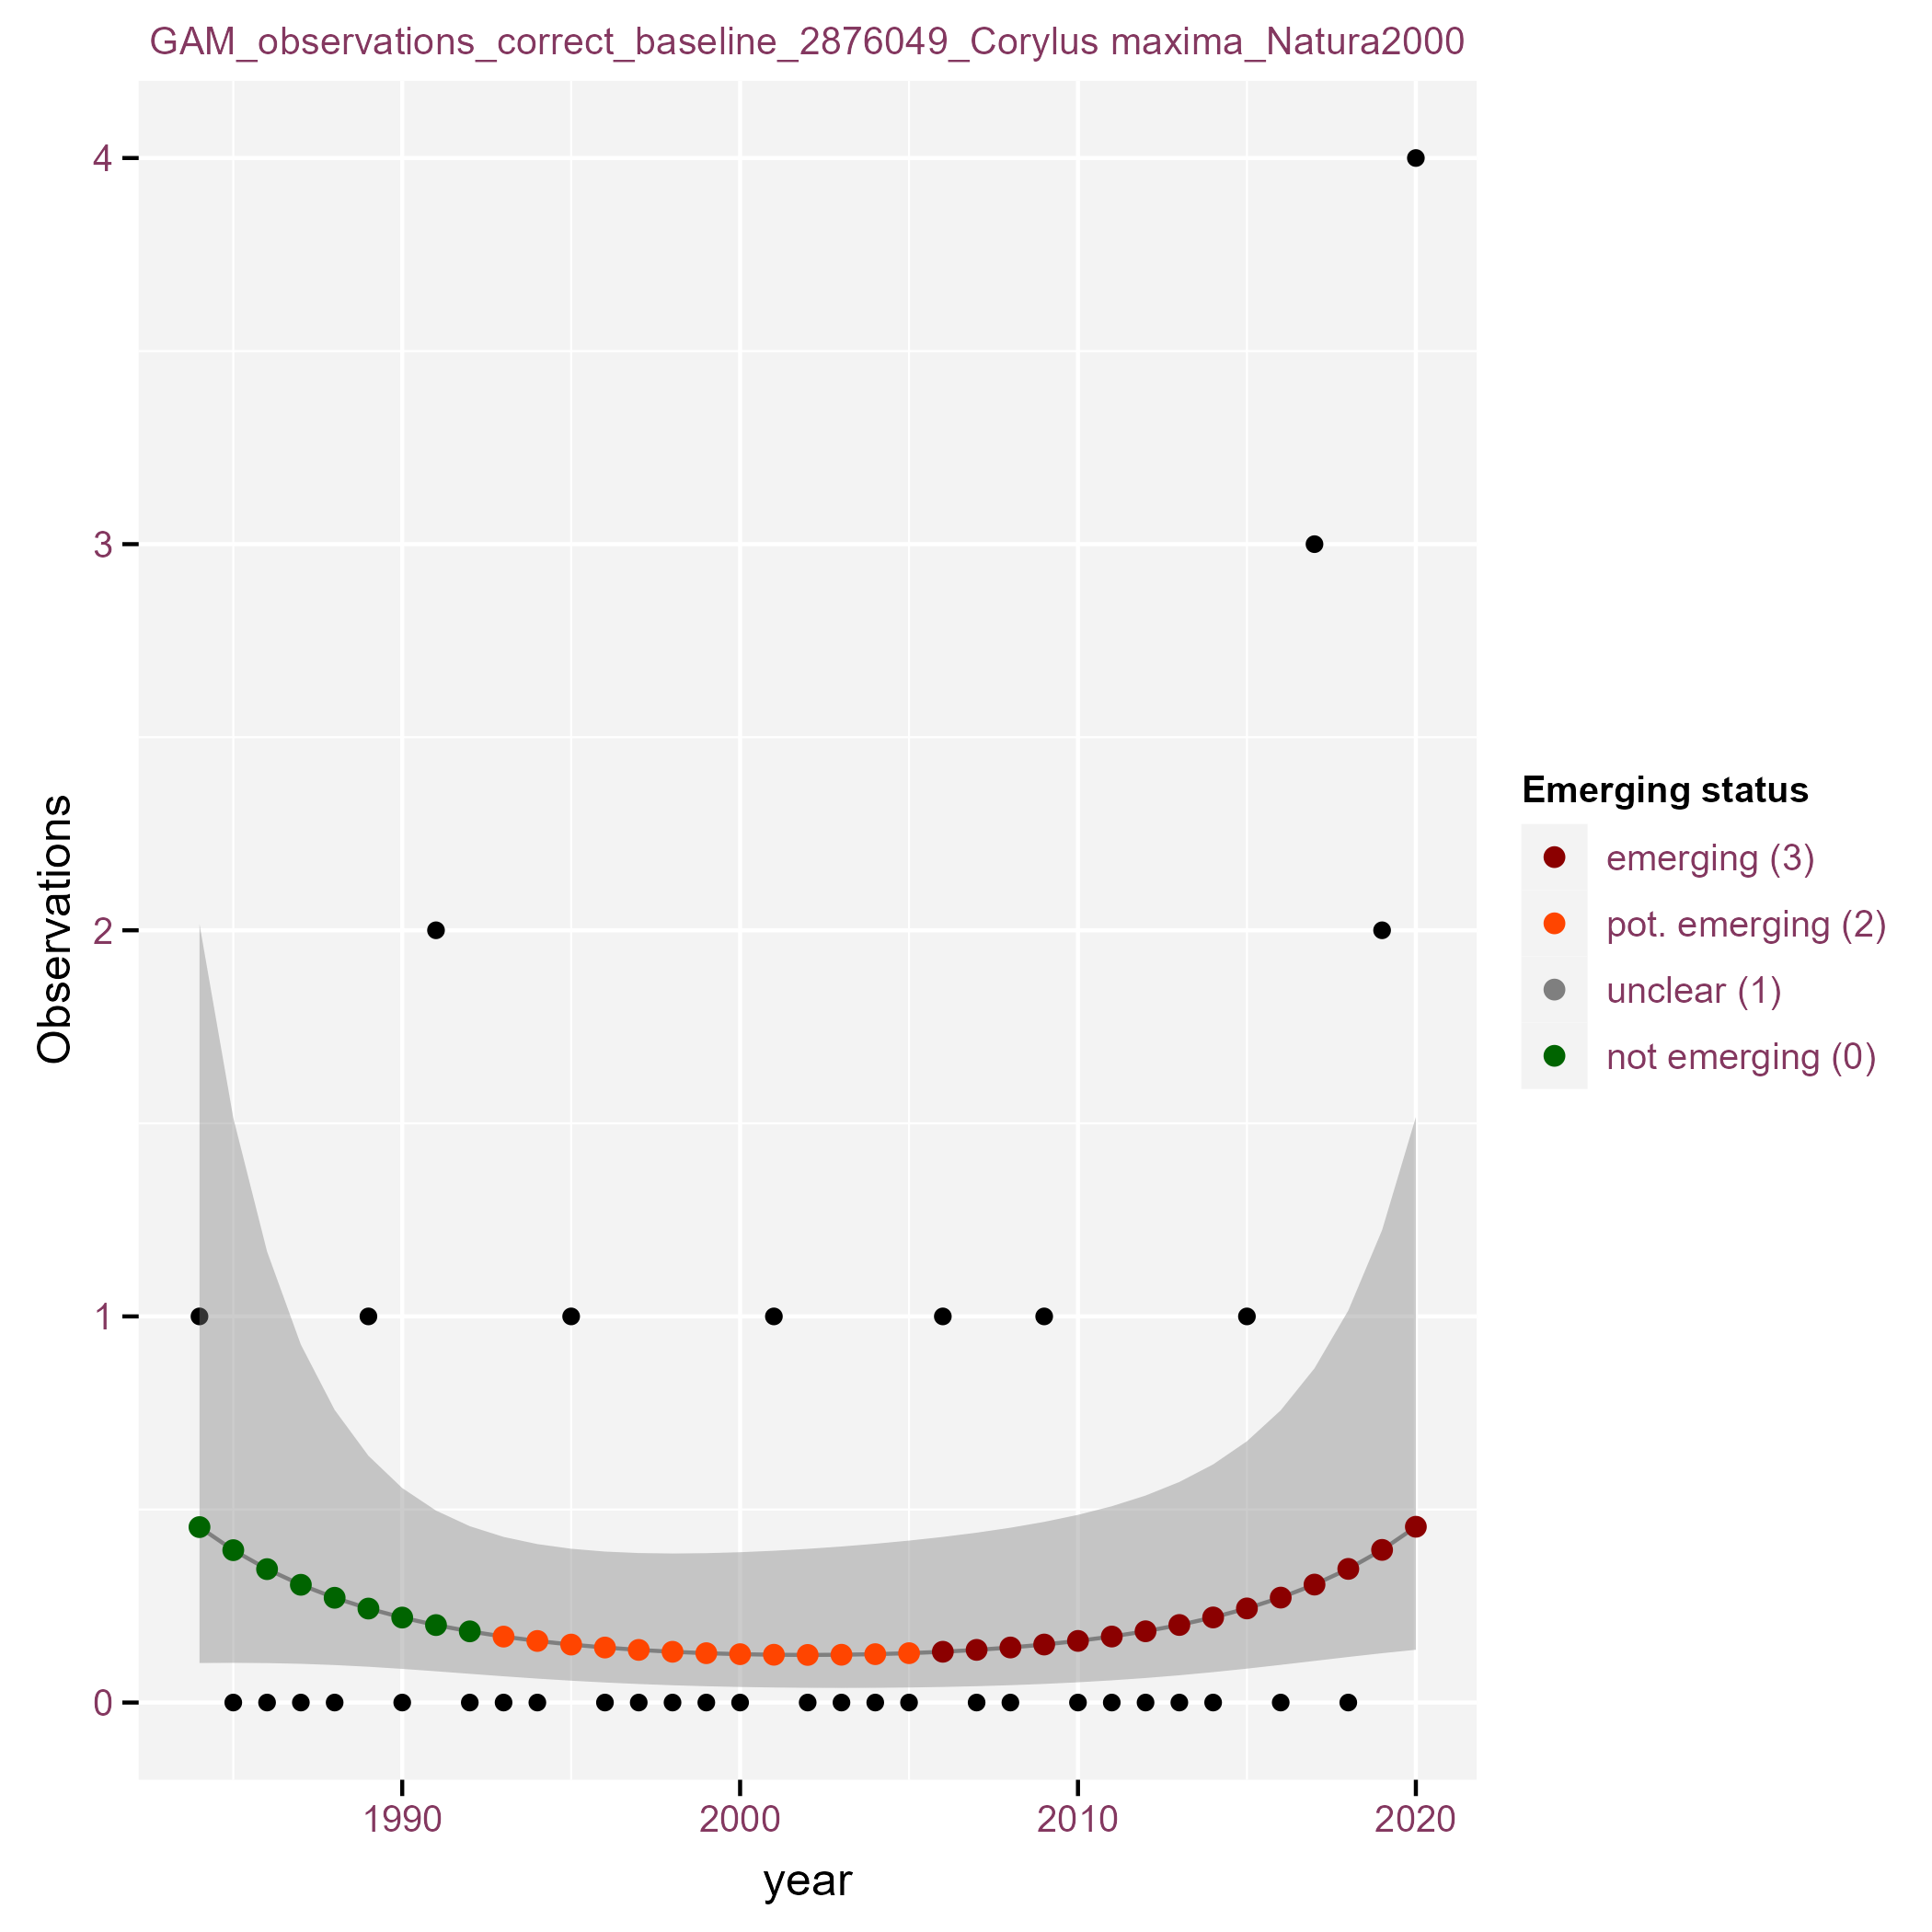 GAM_observations_correct_baseline_2876049_Corylus maxima_Natura2000
4
3
2
1
0
Observations
1990
2000
2010
2020
year
Emerging status
emerging (3)
pot. emerging (2)
unclear (1)
not emerging (0)